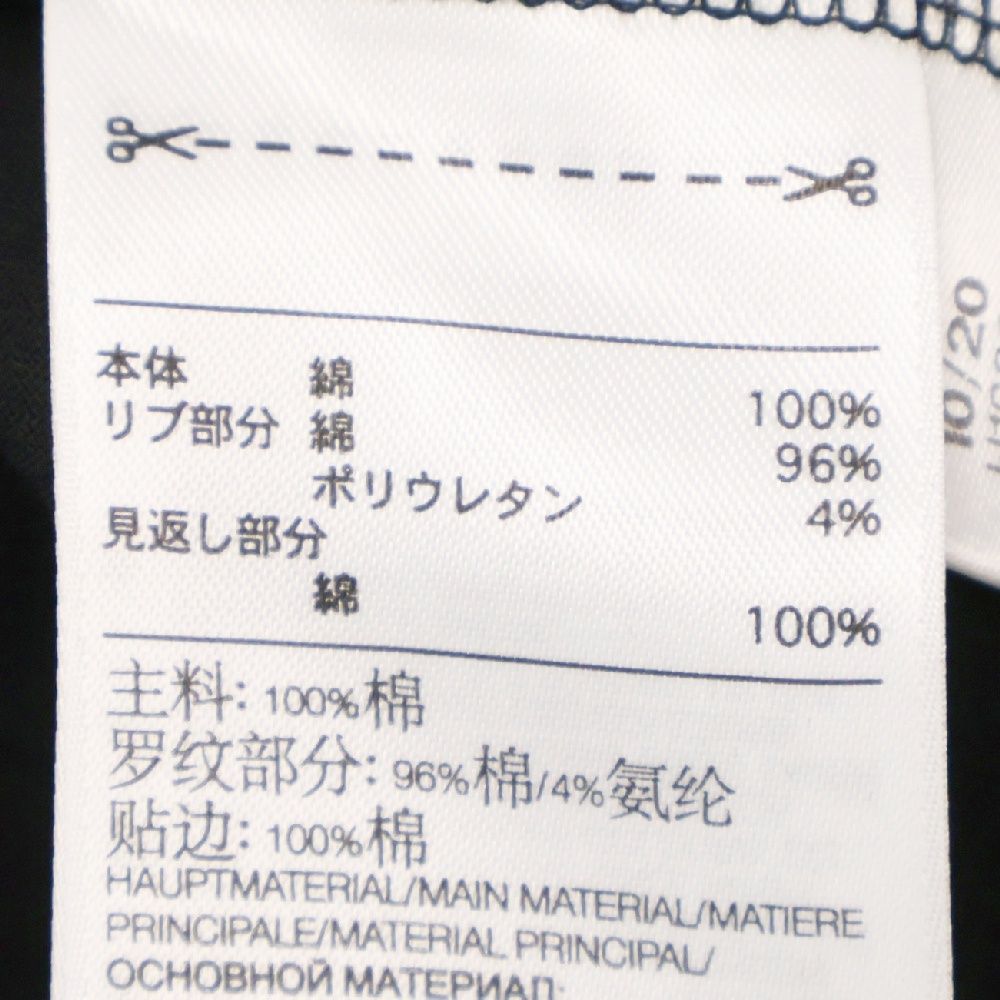 本体 綿 100%
リブ部分 綿 96%
ポリウレタン 4%
見返し部分
綿 100%
主料: 100%棉
罗纹部分: 96%棉/4%氨纶
贴边: 100%棉
HAUPTMATERIAL/MAIN MATERIAL/MATIERE
PRINCIPALE/MATERIAL PRINCIPAL/
ОСНОВНОЙ МАТЕРИАЛ:
10/20